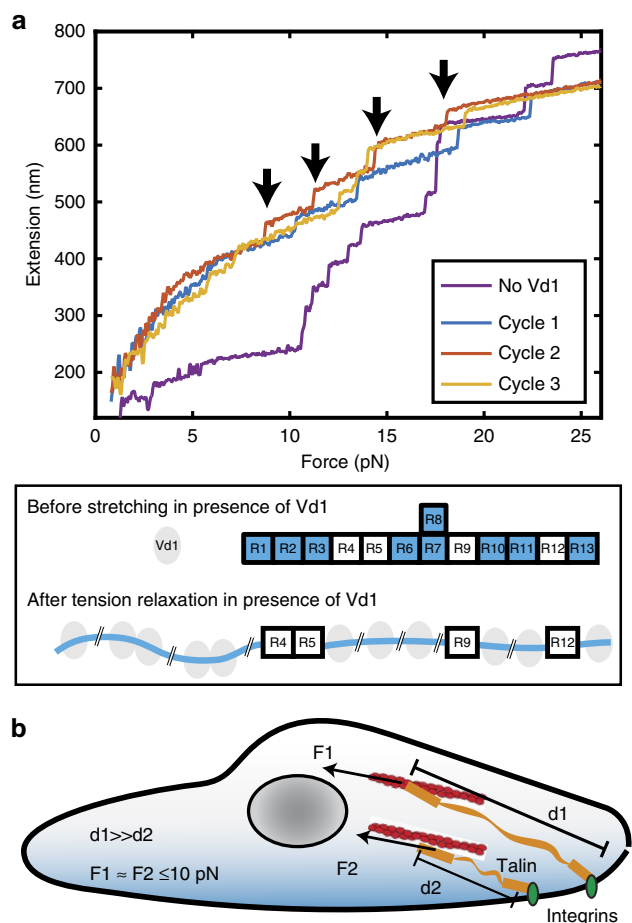 a
800
700
600
500
400
300
200
Extension (nm)
0
5
10
15
20
25
Force (pN)
No Vd1
Cycle 1
Cycle 2
Cycle 3
Before stretching in presence of Vd1
Vd1
R8
R1 R2 R3 R4 R5 R6 R7 R9 R10 R11 R12 R13
After tension relaxation in presence of Vd1
R4 R5 R9 R12
b
F1
d1
d1>>d2
F1 ≈ F2 ≤10 pN
F2
d2
Talin
Integrins